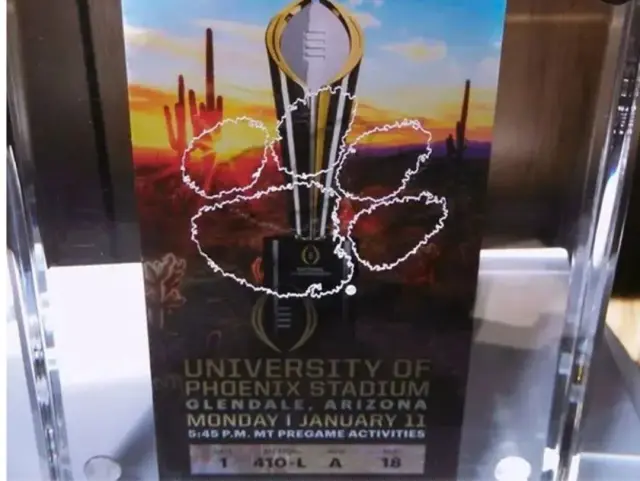 UNIVERSITY OF
PHOENIX STADIUM
GLENDALE, ARIZONA
MONDAY | JANUARY 11
5:45 P.M. MT PREGAME ACTIVITIES
1 410-L A 18